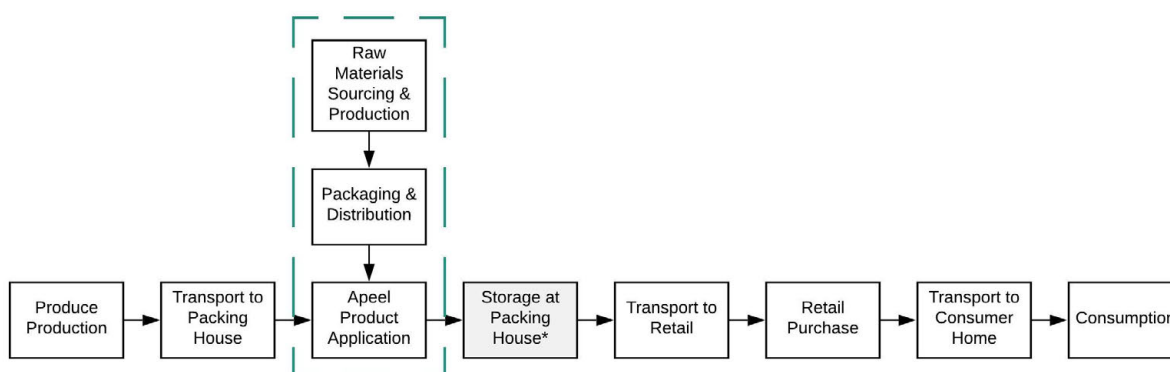 Raw
Materials
Sourcing &
Production
Packaging &
Distribution
Produce
Production
Transport to
Packing
House
Apeel
Product
Application
Storage at
Packing
House*
Transport to
Retail
Retail
Purchase
Transport to
Consumer
Home
Consumption